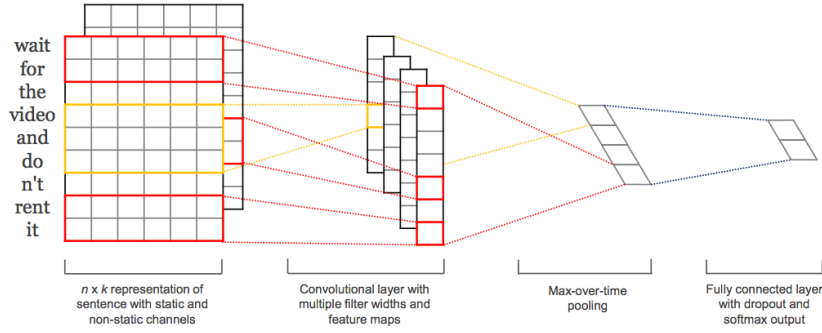 wait
for
the
video
and
do
n't
rent
it
n x k representation of
sentence with static and
non-static channels
Convolutional layer with
multiple filter widths and
feature maps
Max-over-time
pooling
Fully connected layer
with dropout and
softmax output